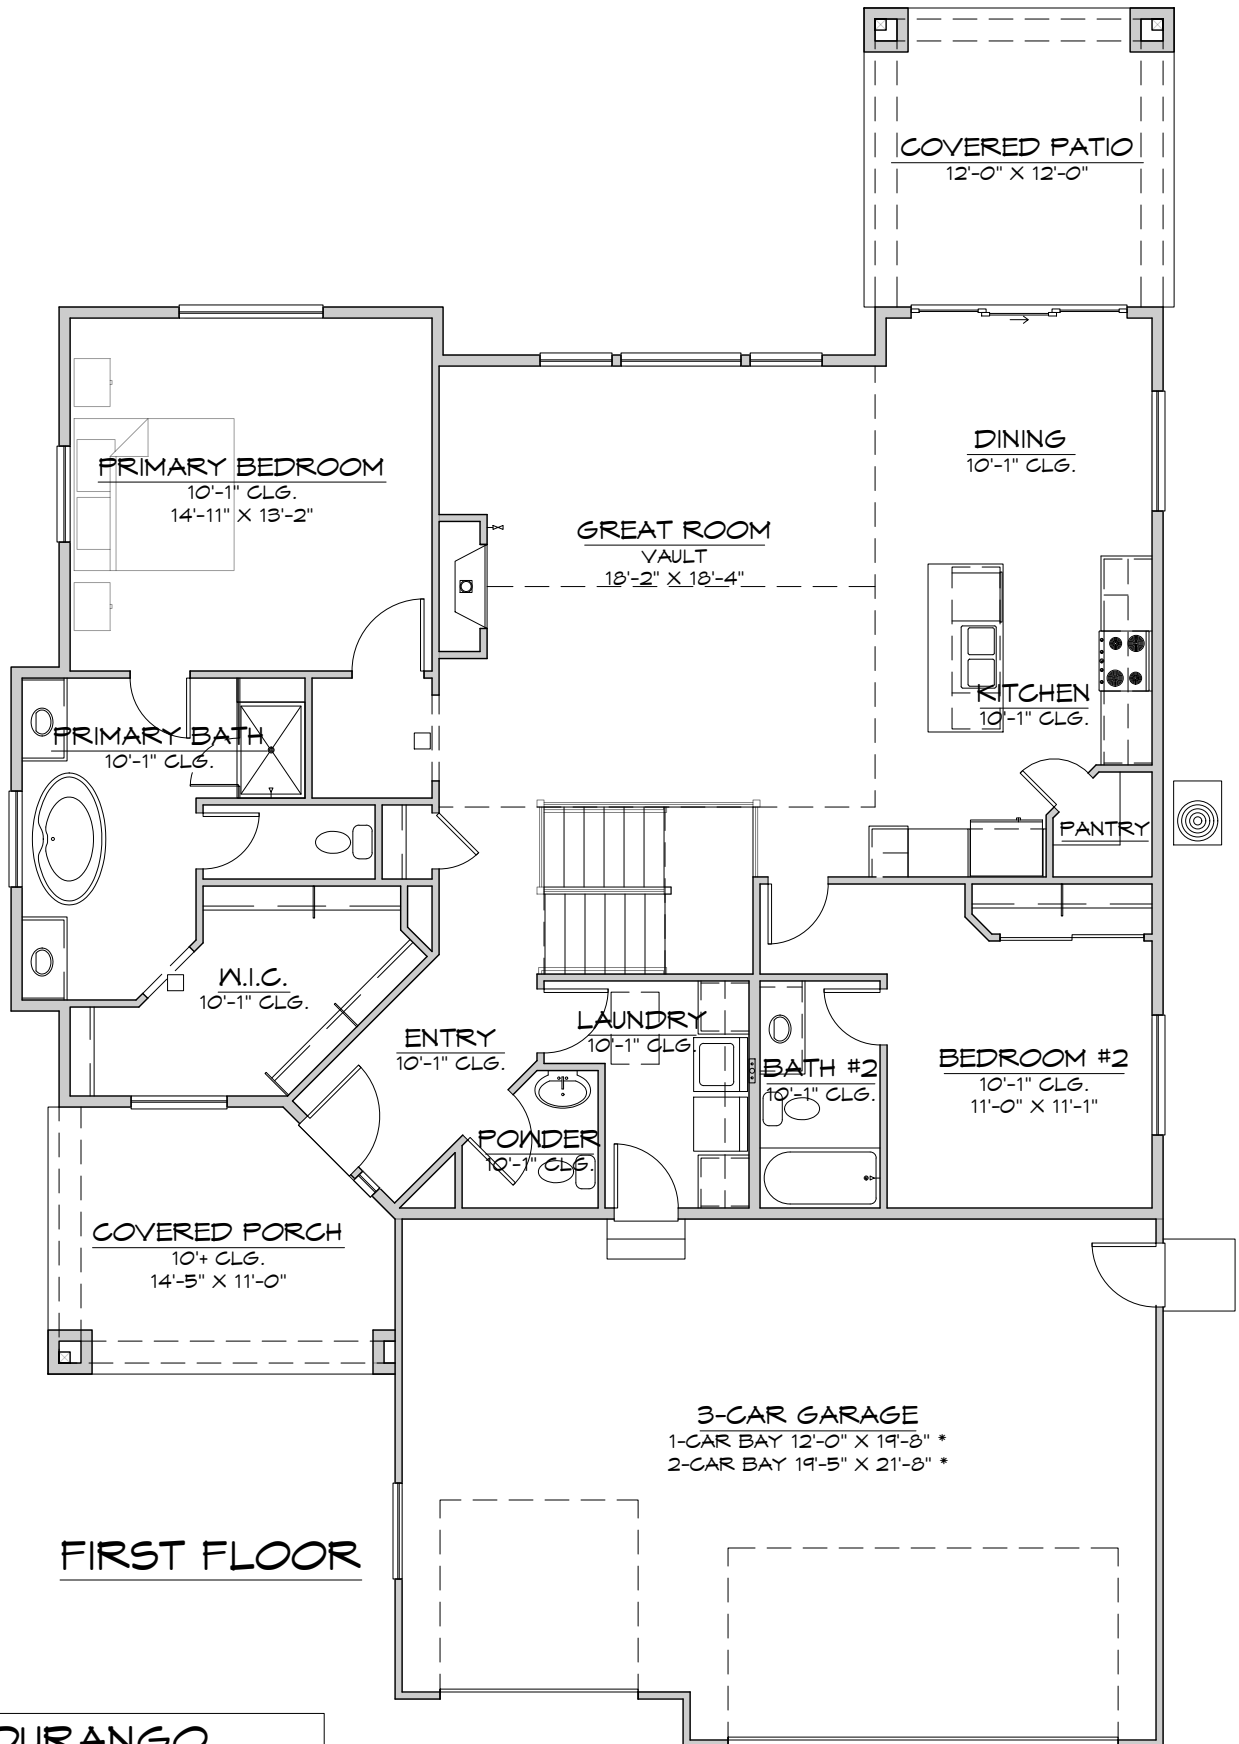 COVERED PATIO
12'-0" X 12'-0"
PRIMARY BEDROOM
10'-1" CLG.
14'-11" X 13'-2"
DINING
10'-1" CLG.
GREAT ROOM
VAULT
18'-2" X 18'-4"
KITCHEN
10'-1" CLG.
PRIMARY BATH
10'-1" CLG.
PANTRY
W.I.C.
10'-1" CLG.
ENTRY
10'-1" CLG.
LAUNDRY
10'-1" CLG.
BATH #2
10'-1" CLG.
BEDROOM #2
10'-1" CLG.
11'-0" X 11'-1"
POWDER
10'-1" CLG.
COVERED PORCH
10'+ CLG.
14'-5" X 11'-0"
3-CAR GARAGE
1-CAR BAY 12'-0" X 19'-8" *
2-CAR BAY 19'-5" X 21'-8" *
FIRST FLOOR
DURANGO